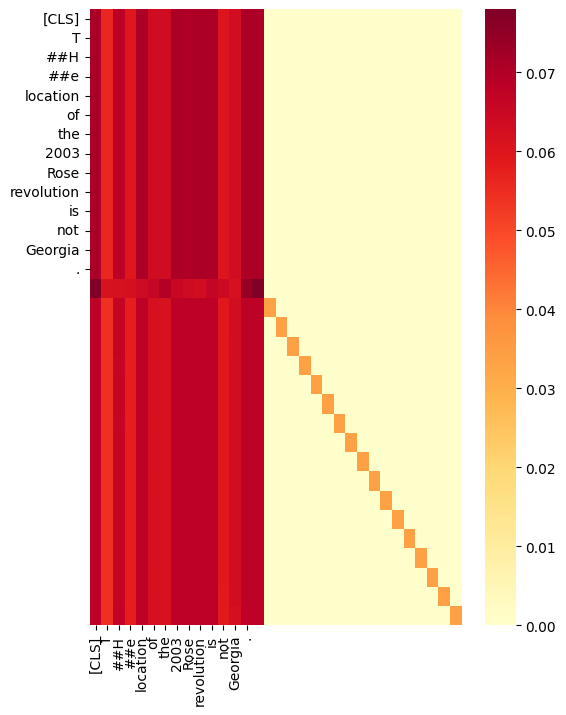 [CLS]
T
##H
##e
location
of
the
2003
Rose
revolution
is
not
Georgia
.
0.07
0.06
0.05
0.04
0.03
0.02
0.01
0.00
[CLS]
T
##H
##e
location
of
the
2003
Rose
revolution
is
not
Georgia
.